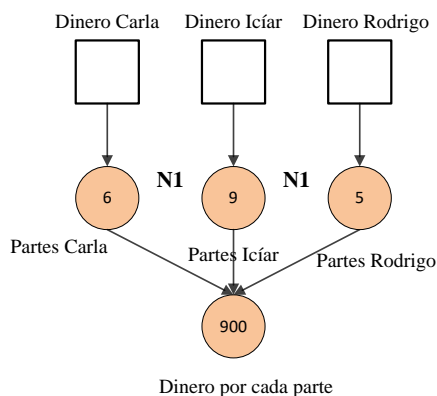 Dinero Carla
Dinero Icíar
Dinero Rodrigo
6
N1
9
N1
5
Partes Carla
Partes Icíar
Partes Rodrigo
900
Dinero por cada parte